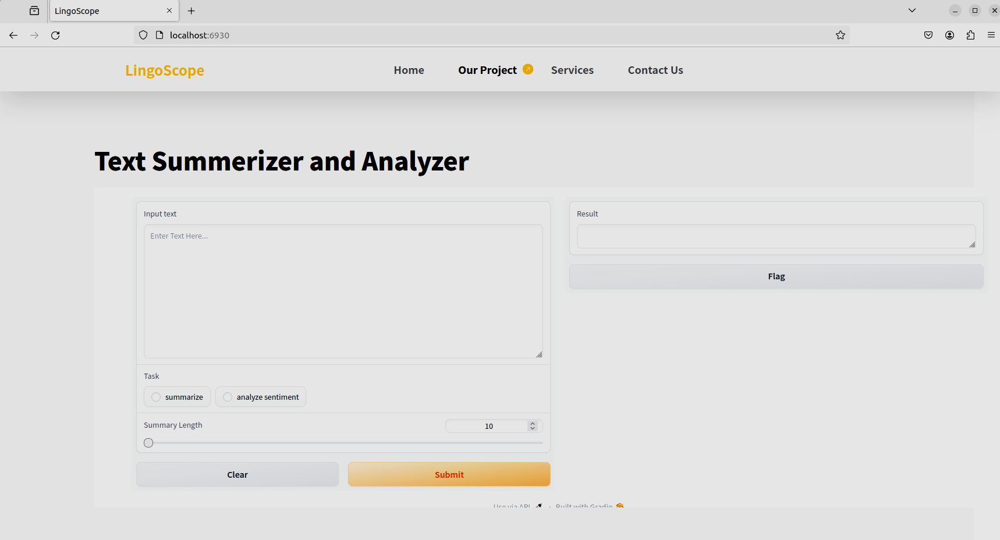 LingoScope
localhost:6930
LingoScope
Home
Our Project
Services
Contact Us
Text Summerizer and Analyzer
Input text
Enter Text Here...
Result
Flag
Task
summarize
analyze sentiment
Summary Length
10
Clear
Submit
Use via API
·
Built with Gradio